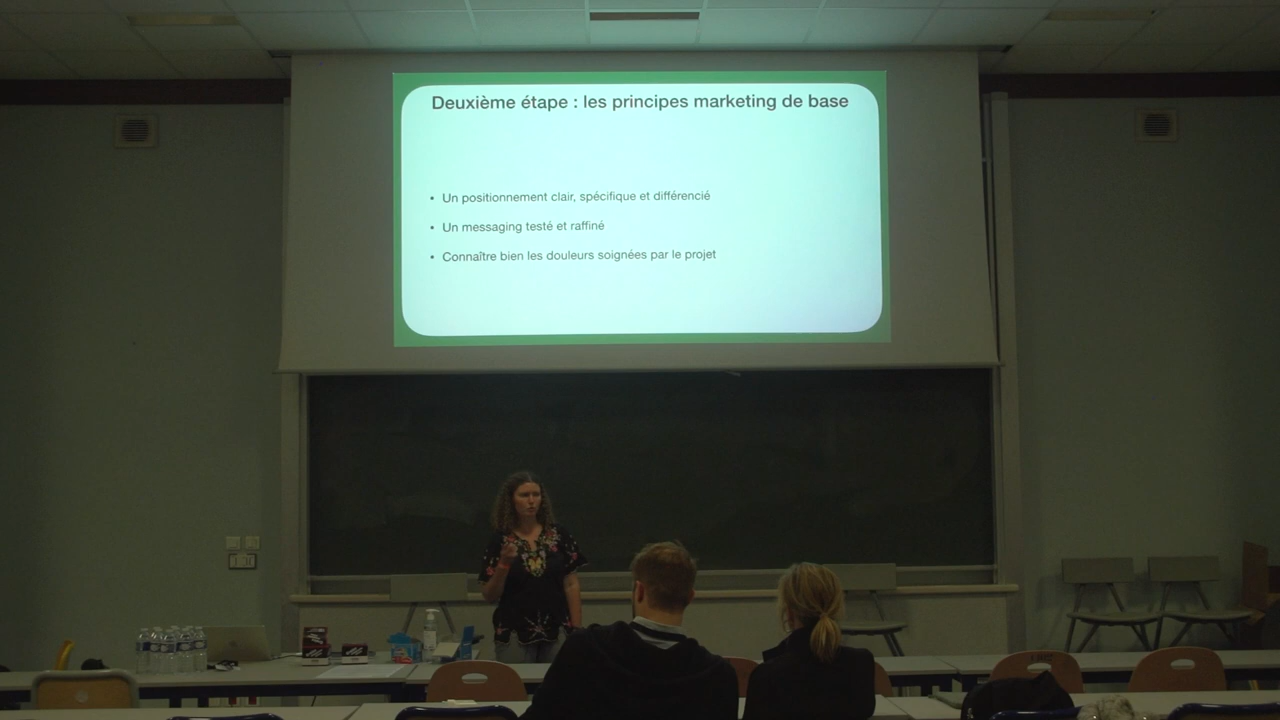 Deuxième étape : les principes marketing de base
• Un positionnement clair, spécifique et différencié
• Un messaging testé et raffiné
• Connaître bien les douleurs soignées par le projet